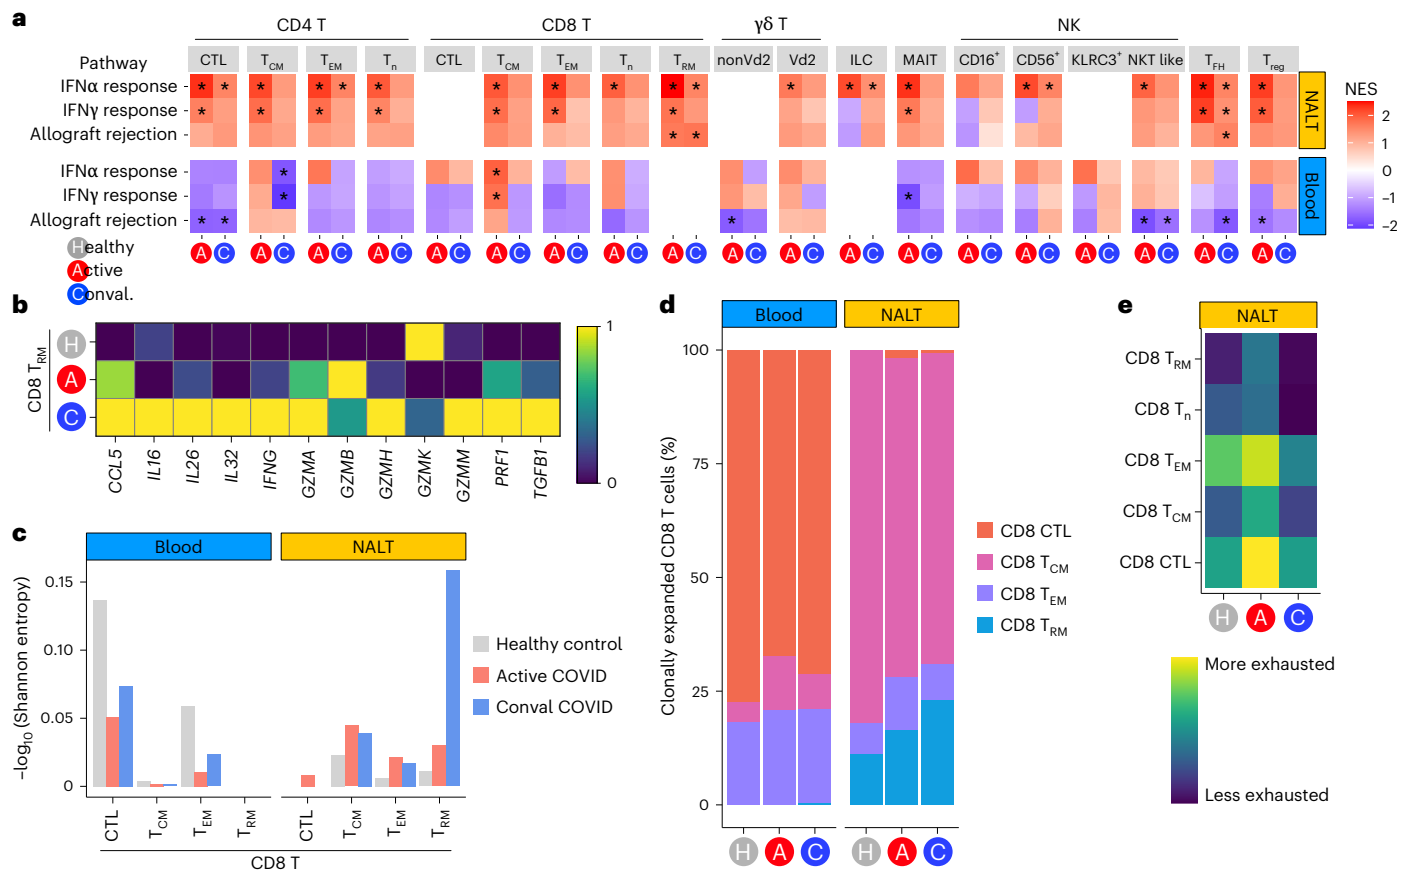 a
CD4 T CD8 T γδ T NK
Pathway CTL TCM TEM Tn CTL TCM TEM Tn TRM nonVd2 Vd2 ILC MAIT CD16+ CD56+ KLRC3+ NKT like TFH Treg
IFNα response * * * * * * * * * * * * * * * * * * * * *
IFNγ response * * * * * * * * * * *
Allograft rejection * * *
NALT
IFNα response * *
IFNγ response * * *
Allograft rejection * * * * * * *
Blood
A C A C A C A C A C A C A C A C A C A C A C A C A C A C A C A C A C A C A C
Healthy
Active
Conval.
NES
2
1
0
−1
−2
b
CD8 TRM
H
A
C
CCL5 IL16 IL26 IL32 IFNG GZMA GZMB GZMH GZMK GZMM PRF1 TGFB1
1
0
c
Blood NALT
−log10 (Shannon entropy)
0.15
0.10
0.05
0
CTL TCM TEM TRM CTL TCM TEM TRM
CD8 T
Healthy control
Active COVID
Conval COVID
d
Blood NALT
Clonally expanded CD8 T cells (%)
100
75
50
25
0
H A C H A C
CD8 CTL
CD8 TCM
CD8 TEM
CD8 TRM
e
NALT
CD8 TRM
CD8 Tn
CD8 TEM
CD8 TCM
CD8 CTL
H A C
More exhausted
Less exhausted